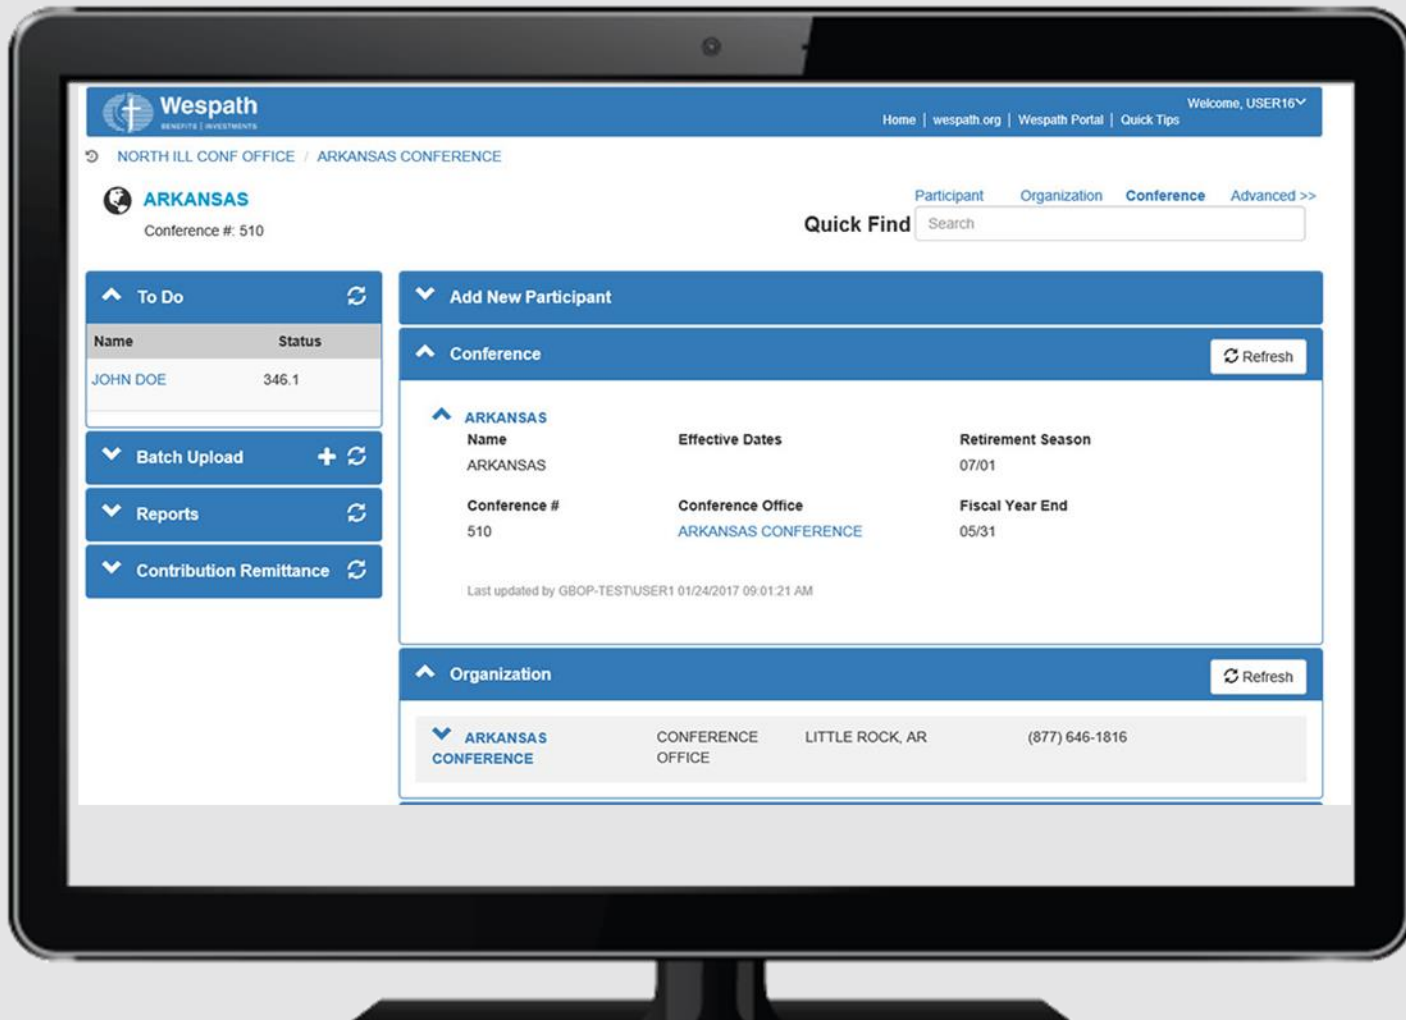 Wespath
BENEFITS | INVESTMENTS
Welcome, USER16
Home | wespath.org | Wespath Portal | Quick Tips
NORTH ILL CONF OFFICE / ARKANSAS CONFERENCE
ARKANSAS
Conference #: 510
Participant Organization Conference Advanced >>
Quick Find Search
To Do
Name Status
JOHN DOE 346.1
Batch Upload
Reports
Contribution Remittance
Add New Participant
Conference Refresh
ARKANSAS
Name Effective Dates Retirement Season
ARKANSAS 07/01
Conference # Conference Office Fiscal Year End
510 ARKANSAS CONFERENCE 05/31
Last updated by GBOP-TEST\USER1 01/24/2017 09:01:21 AM
Organization Refresh
ARKANSAS CONFERENCE LITTLE ROCK, AR (877) 646-1816
CONFERENCE OFFICE